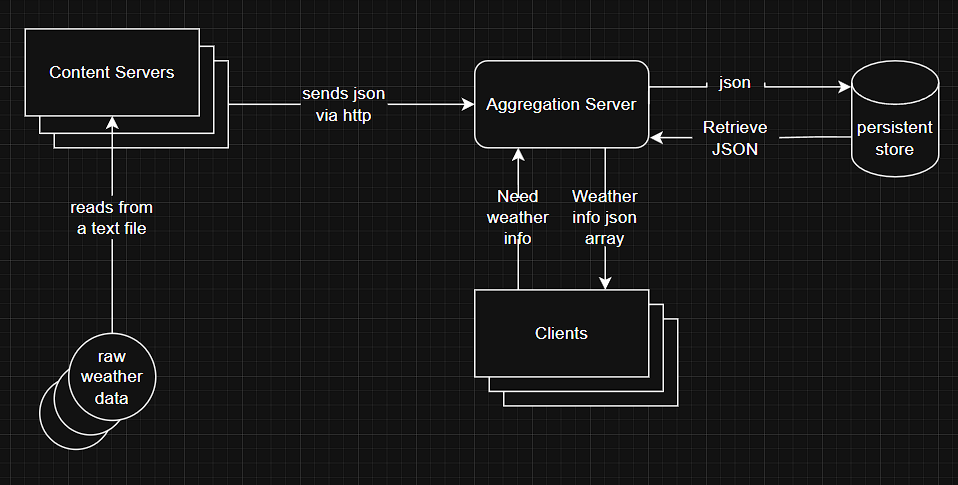 Content Servers
sends json
via http
Aggregation Server
json
Retrieve
JSON
persistent
store
reads from
a text file
Need
weather
info
Weather
info json
array
Clients
raw
weather
data